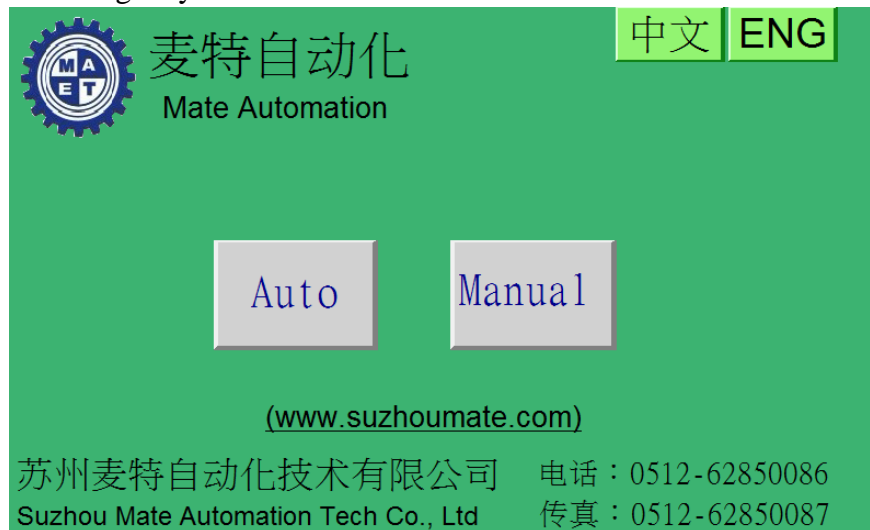 麦特自动化
中文 ENG
Mate Automation
MA
ET
Auto Manual
(www.suzhoumate.com)
苏州麦特自动化技术有限公司 电话：0512-62850086
Suzhou Mate Automation Tech Co., Ltd 传真：0512-62850087